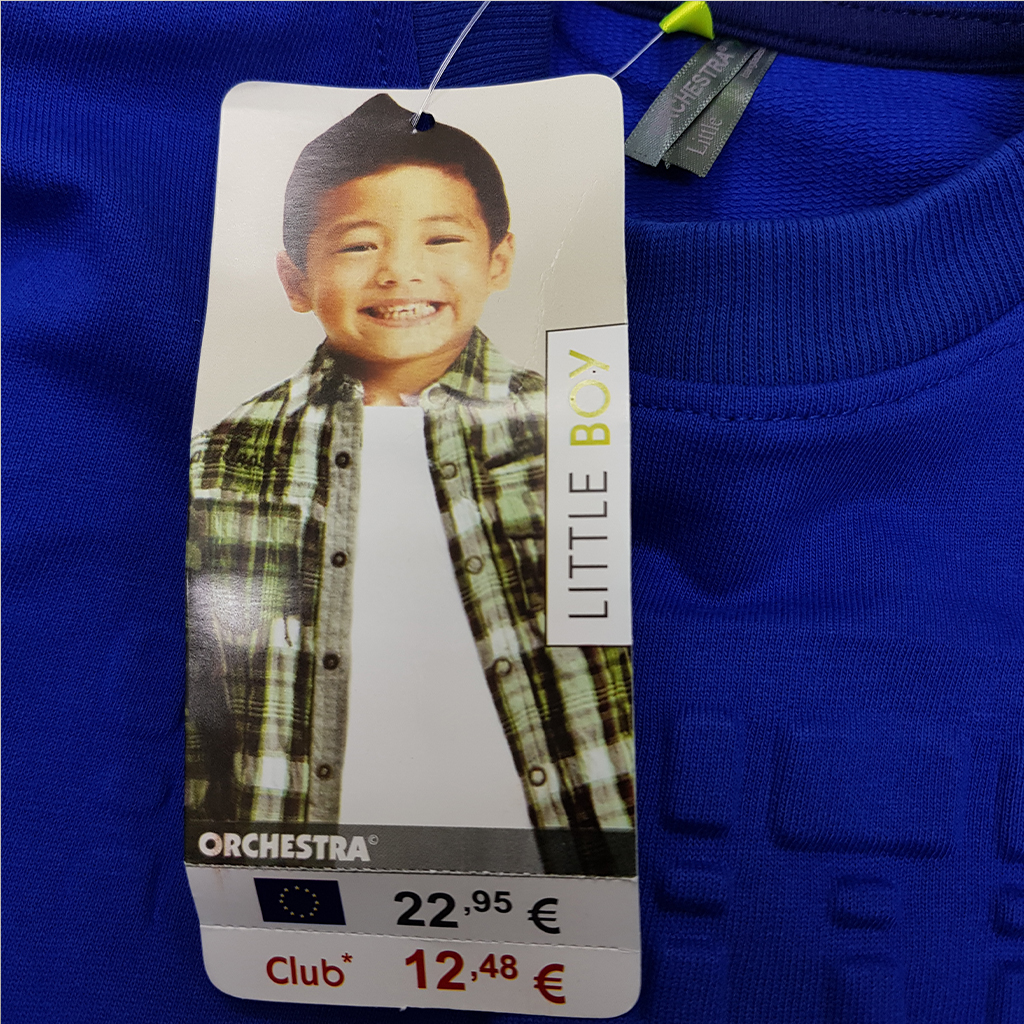 ORCHESTRA
Little
LITTLE BOY
ORCHESTRA©
22,95 €
Club* 12,48 €